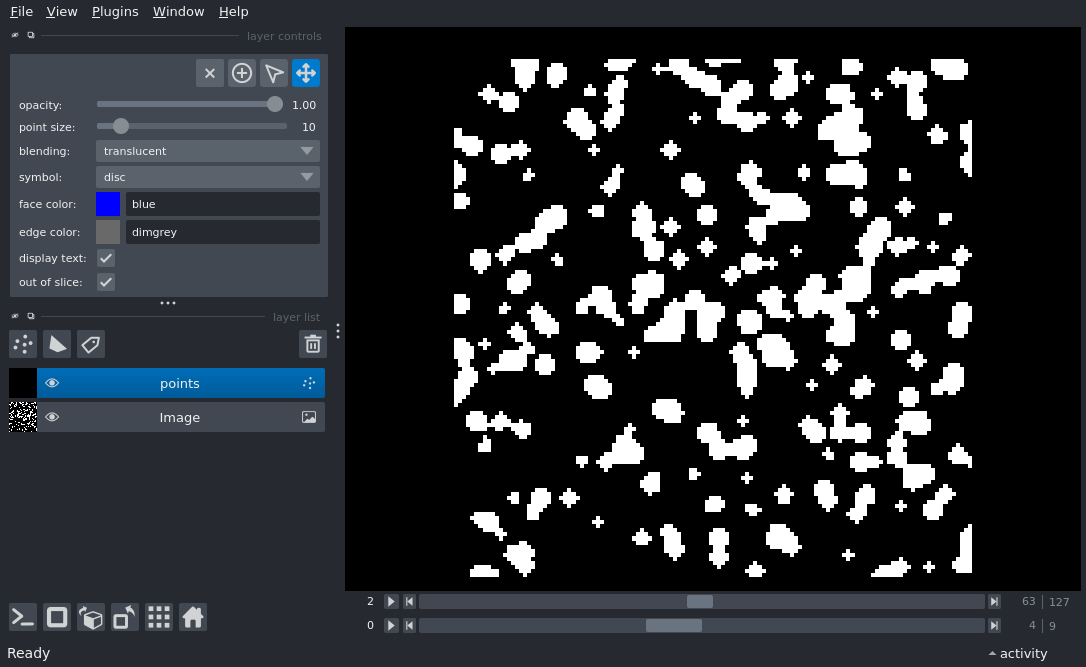 File View Plugins Window Help
layer controls
opacity: 1.00
point size: 10
blending: translucent
symbol: disc
face color: blue
edge color: dimgrey
display text:
out of slice:
layer list
points
Image
2 63 127
0 4 9
Ready activity